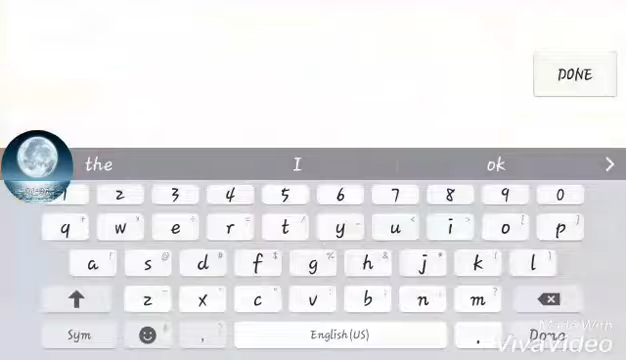 DONE
the I ok
1 2 3 4 5 6 7 8 9 0
q w e r t y u i o p
a s d f g h j k l
z x c v b n m
Sym , English(US) . Done
Made With
VivaVideo